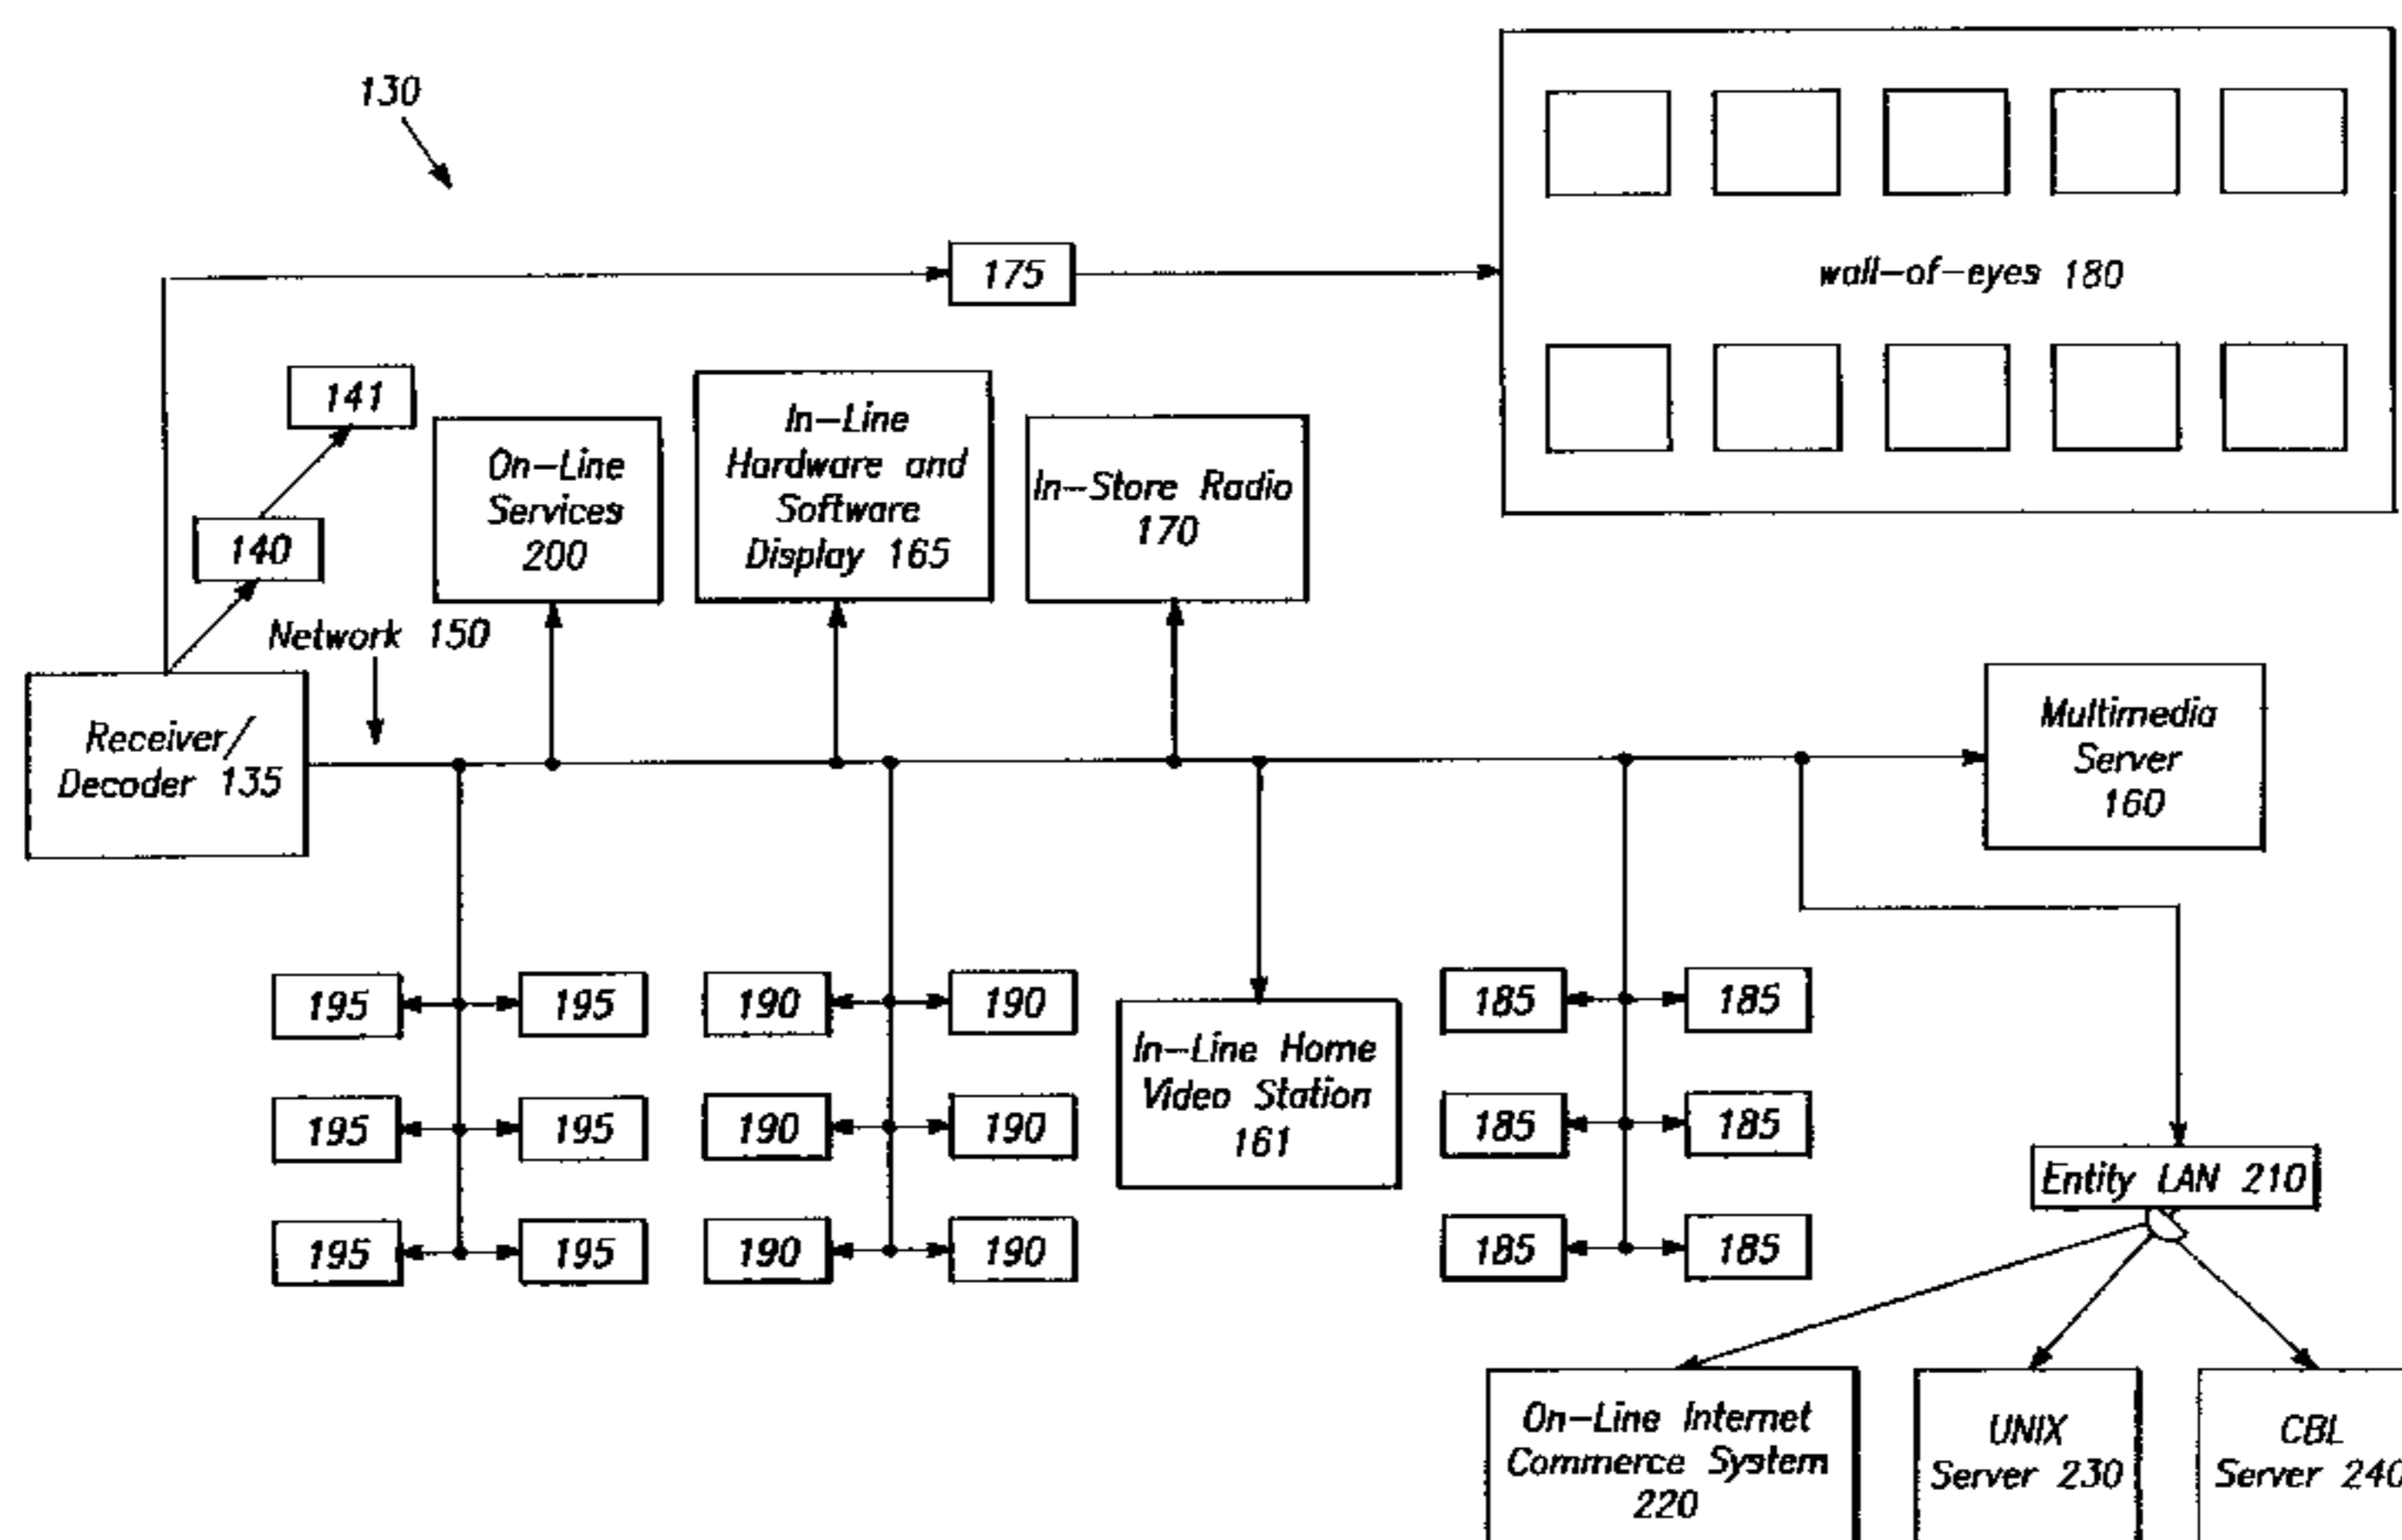 130
175
wall-of-eyes 180
141
140
On-Line
Services
200
In-Line
Hardware and
Software
Display 165
In-Store Radio
170
Network 150
Receiver/
Decoder 135
Multimedia
Server
160
195 195 190 190
185 185
In-Line Home
Video Station
161
195 195 190 190
185 185
195 195 190 190
185 185
Entity LAN 210
On-Line Internet
Commerce System
220
UNIX
Server 230
CBL
Server 240